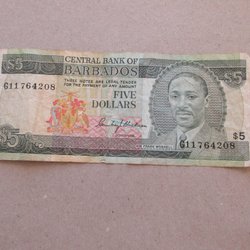 $5
CENTRAL BANK OF
BARBADOS
THESE NOTES ARE LEGAL TENDER
FOR THE PAYMENT OF ANY AMOUNT
G11764208
FIVE
DOLLARS
G11764208
$5
$5
$5